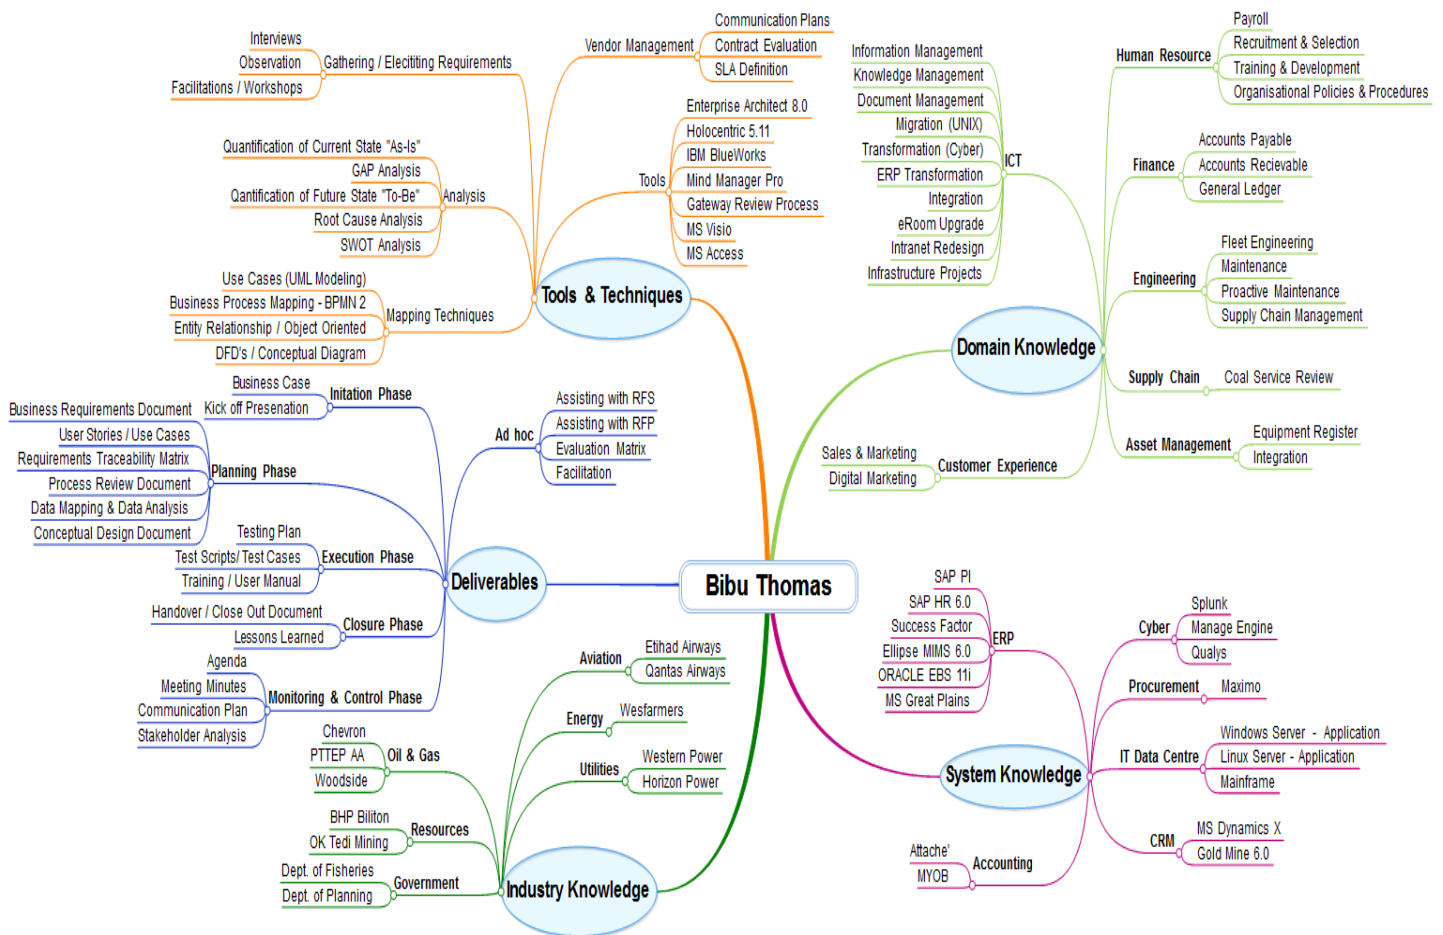 Bibu Thomas
Tools & Techniques
Gathering / Elecititing Requirements
Interviews
Observation
Facilitations / Workshops
Analysis
Quantification of Current State "As-Is"
GAP Analysis
Qantification of Future State "To-Be"
Root Cause Analysis
SWOT Analysis
Mapping Techniques
Use Cases (UML Modeling)
Business Process Mapping - BPMN 2
Entity Relationship / Object Oriented
DFD's / Conceptual Diagram
Vendor Management
Communication Plans
Contract Evaluation
SLA Definition
Tools
Enterprise Architect 8.0
Holocentric 5.11
IBM BlueWorks
Mind Manager Pro
Gateway Review Process
MS Visio
MS Access
Domain Knowledge
ICT
Information Management
Knowledge Management
Document Management
Migration (UNIX)
Transformation (Cyber)
ERP Transformation
Integration
eRoom Upgrade
Intranet Redesign
Infrastructure Projects
Human Resource
Payroll
Recruitment & Selection
Training & Development
Organisational Policies & Procedures
Finance
Accounts Payable
Accounts Recievable
General Ledger
Engineering
Fleet Engineering
Maintenance
Proactive Maintenance
Supply Chain Management
Supply Chain
Coal Service Review
Asset Management
Equipment Register
Integration
Customer Experience
Sales & Marketing
Digital Marketing
Deliverables
Initation Phase
Business Case
Kick off Presenation
Planning Phase
Business Requirements Document
User Stories / Use Cases
Requirements Traceability Matrix
Process Review Document
Data Mapping & Data Analysis
Conceptual Design Document
Execution Phase
Testing Plan
Test Scripts/ Test Cases
Training / User Manual
Closure Phase
Handover / Close Out Document
Lessons Learned
Monitoring & Control Phase
Agenda
Meeting Minutes
Communication Plan
Stakeholder Analysis
Ad hoc
Assisting with RFS
Assisting with RFP
Evaluation Matrix
Facilitation
Industry Knowledge
Aviation
Etihad Airways
Qantas Airways
Energy
Wesfarmers
Utilities
Western Power
Horizon Power
Oil & Gas
Chevron
PTTEP AA
Woodside
Resources
BHP Biliton
OK Tedi Mining
Government
Dept. of Fisheries
Dept. of Planning
System Knowledge
ERP
SAP PI
SAP HR 6.0
Success Factor
Ellipse MIMS 6.0
ORACLE EBS 11i
MS Great Plains
Cyber
Splunk
Manage Engine
Qualys
Procurement
Maximo
IT Data Centre
Windows Server - Application
Linux Server - Application
Mainframe
CRM
MS Dynamics X
Gold Mine 6.0
Accounting
Attache'
MYOB